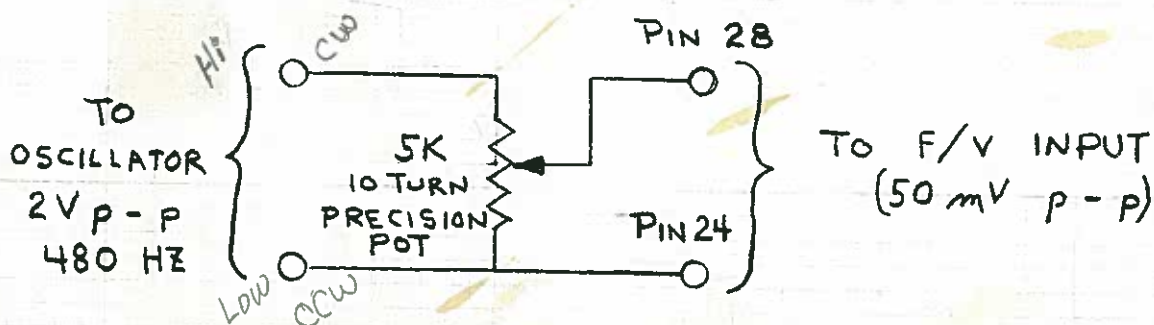 Hi
CW
TO
OSCILLATOR
2V p-p
480 HZ
LOW
CCW
5K
10 TURN
PRECISION
POT
PIN 28
PIN 24
TO F/V INPUT
(50 mV p-p)